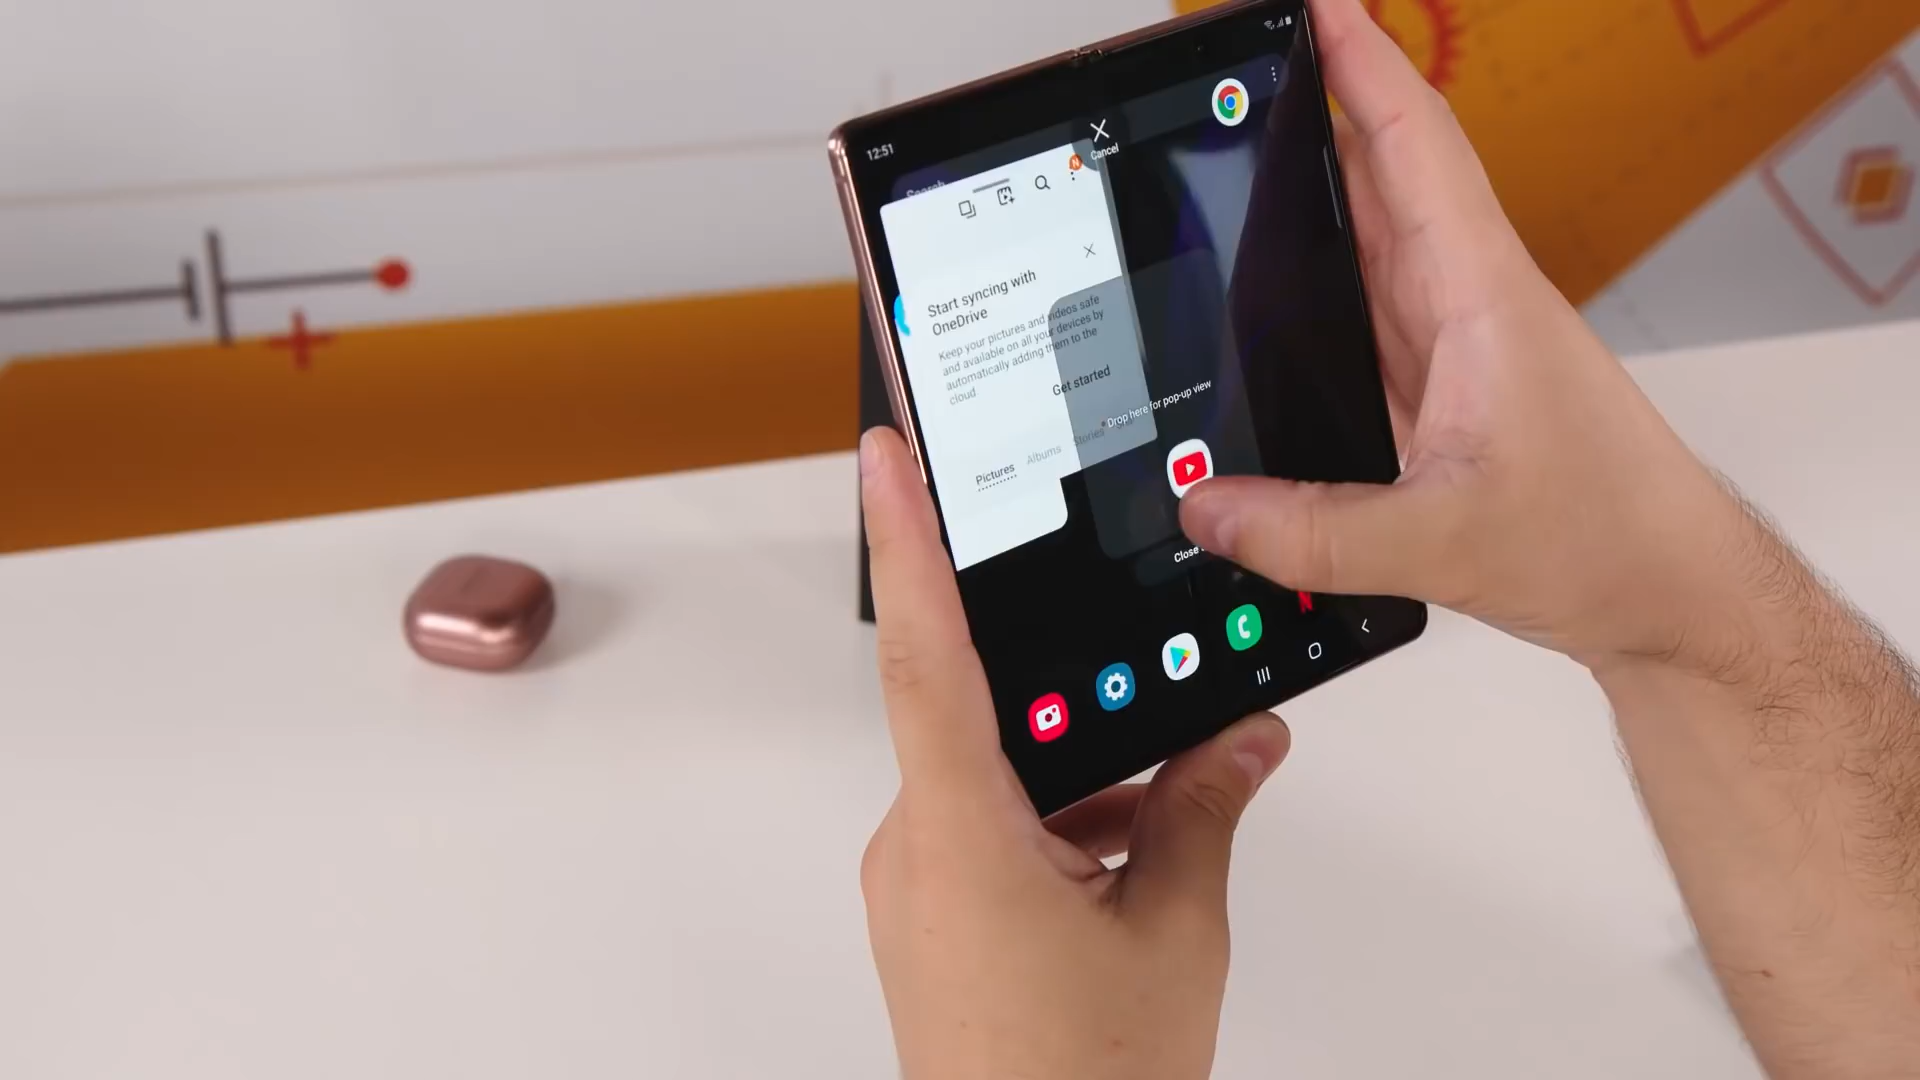 12:51
Search
Cancel
N
Start syncing with
OneDrive
Keep your pictures and videos safe
and available on all your devices by
automatically adding them to the
cloud
Get started
Drop here for pop-up view
Pictures
Albums
Stories
Close
N